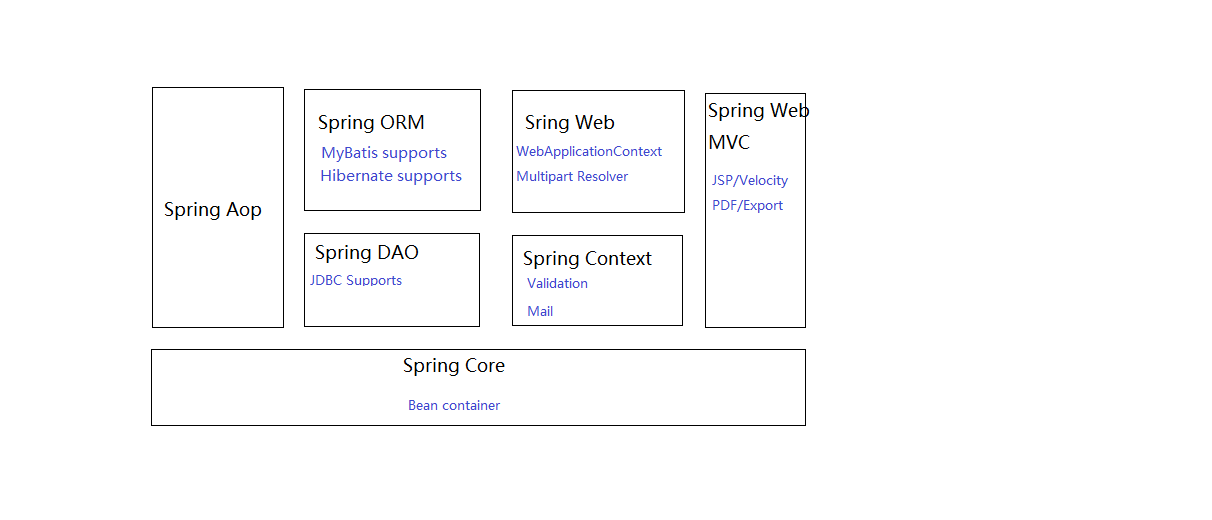 Spring Aop
Spring ORM
MyBatis supports
Hibernate supports
Sring Web
WebApplicationContext
Multipart Resolver
Spring Web
MVC
JSP/Velocity
PDF/Export
Spring DAO
JDBC Supports
Spring Context
Validation
Mail
Spring Core
Bean container